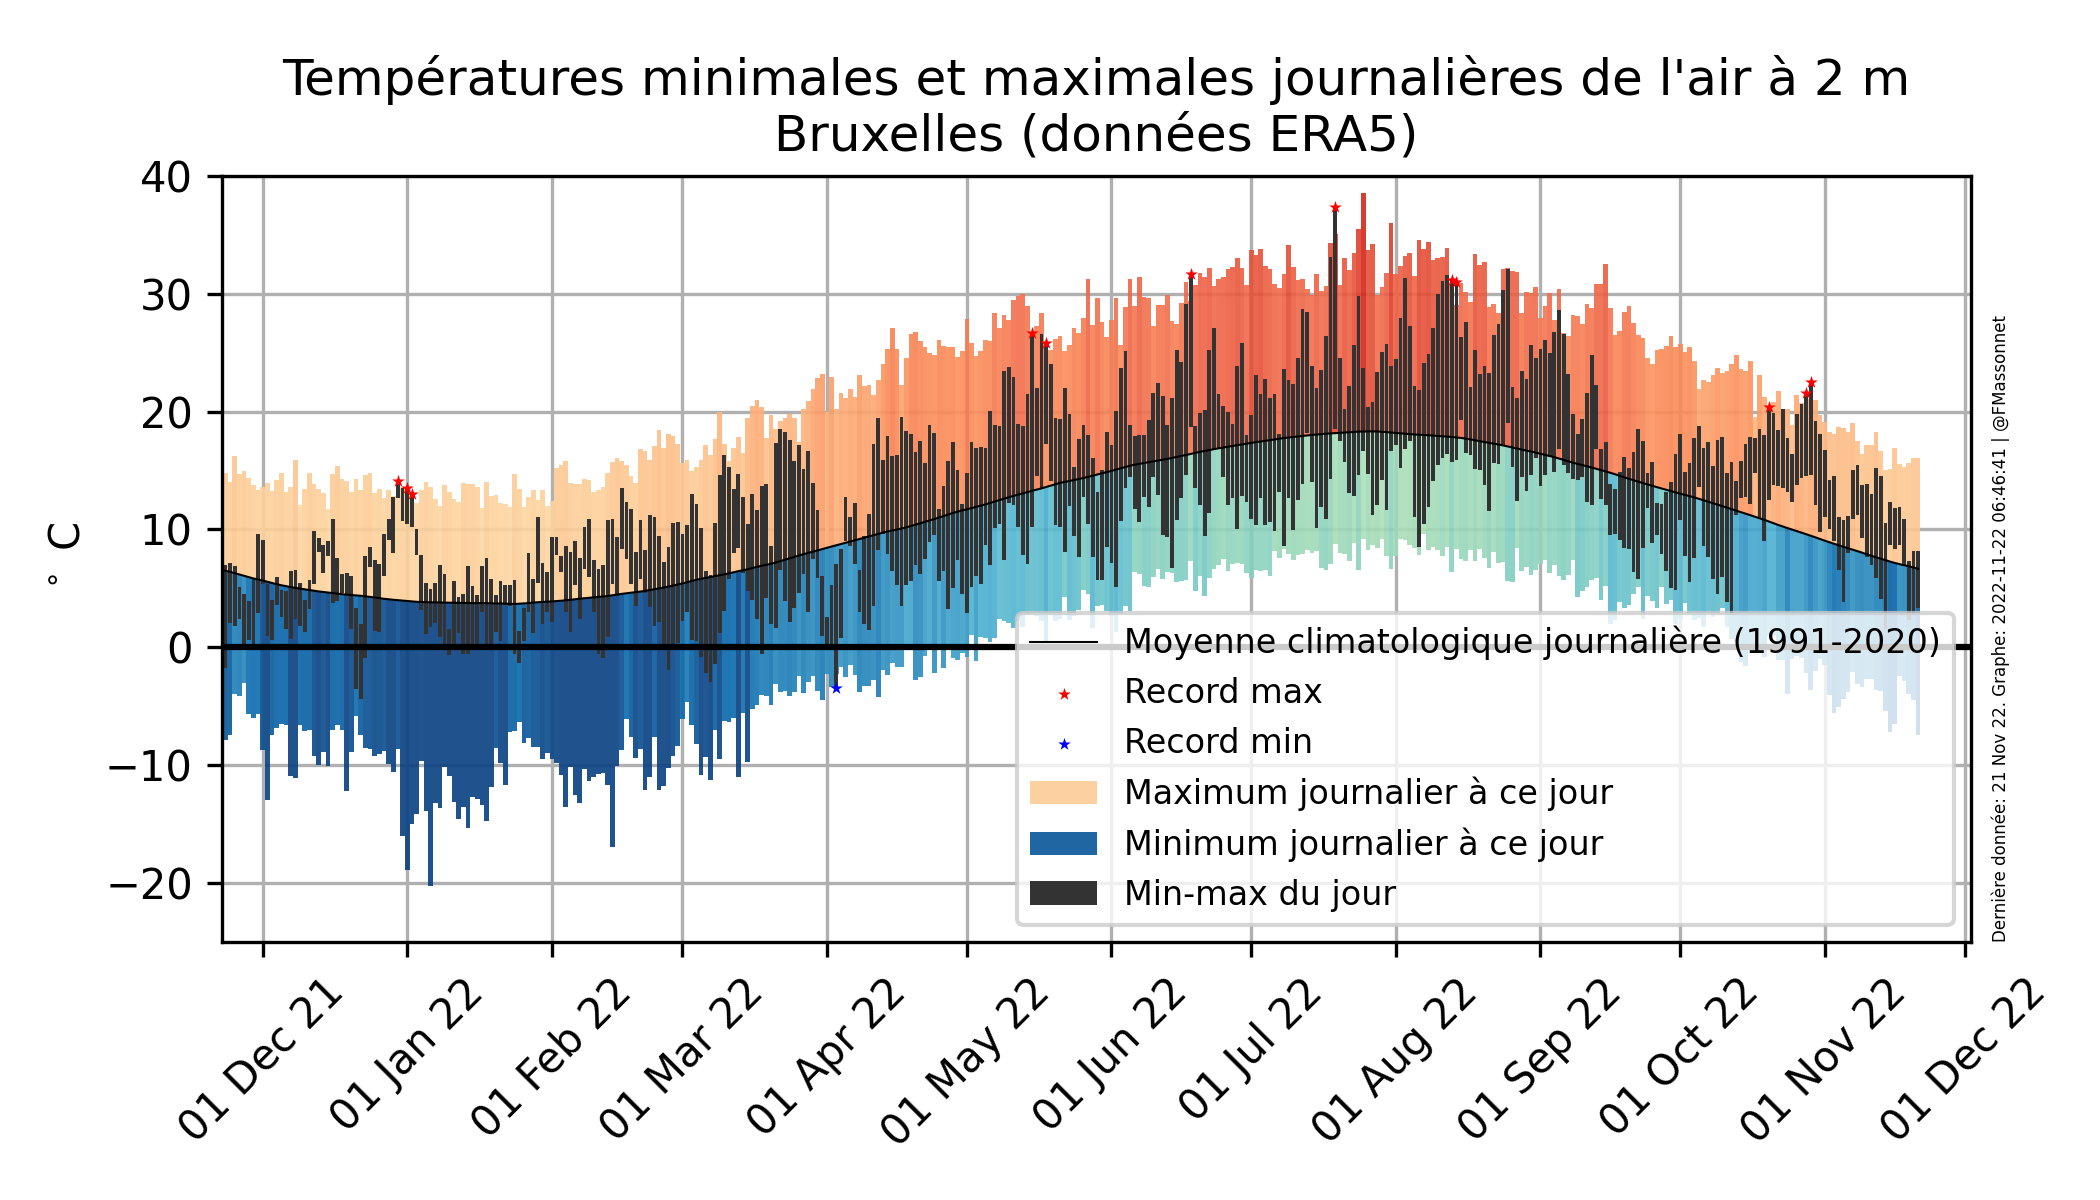 Températures minimales et maximales journalières de l'air à 2 m
Bruxelles (données ERA5)
° C
40
30
20
10
0
−10
−20
Moyenne climatologique journalière (1991-2020)
Record max
Record min
Maximum journalier à ce jour
Minimum journalier à ce jour
Min-max du jour
01 Dec 21
01 Jan 22
01 Feb 22
01 Mar 22
01 Apr 22
01 May 22
01 Jun 22
01 Jul 22
01 Aug 22
01 Sep 22
01 Oct 22
01 Nov 22
01 Dec 22
Dernière donnée: 21 Nov 22. Graphe: 2022-11-22 06:46:41 | @FMassonnet